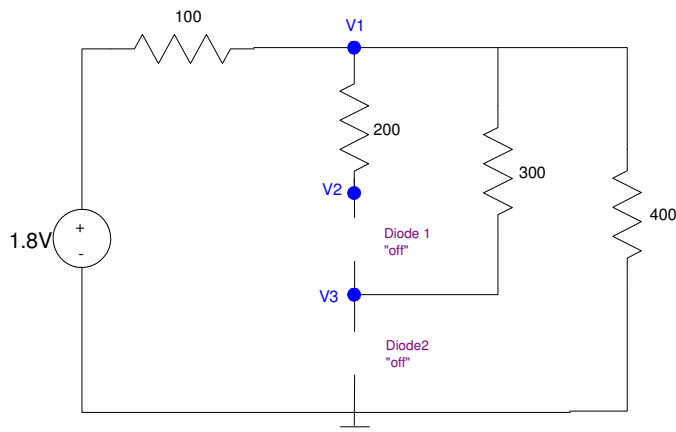 100
V1
200
300
V2
400
Diode 1
"off"
1.8V
+
-
V3
Diode2
"off"